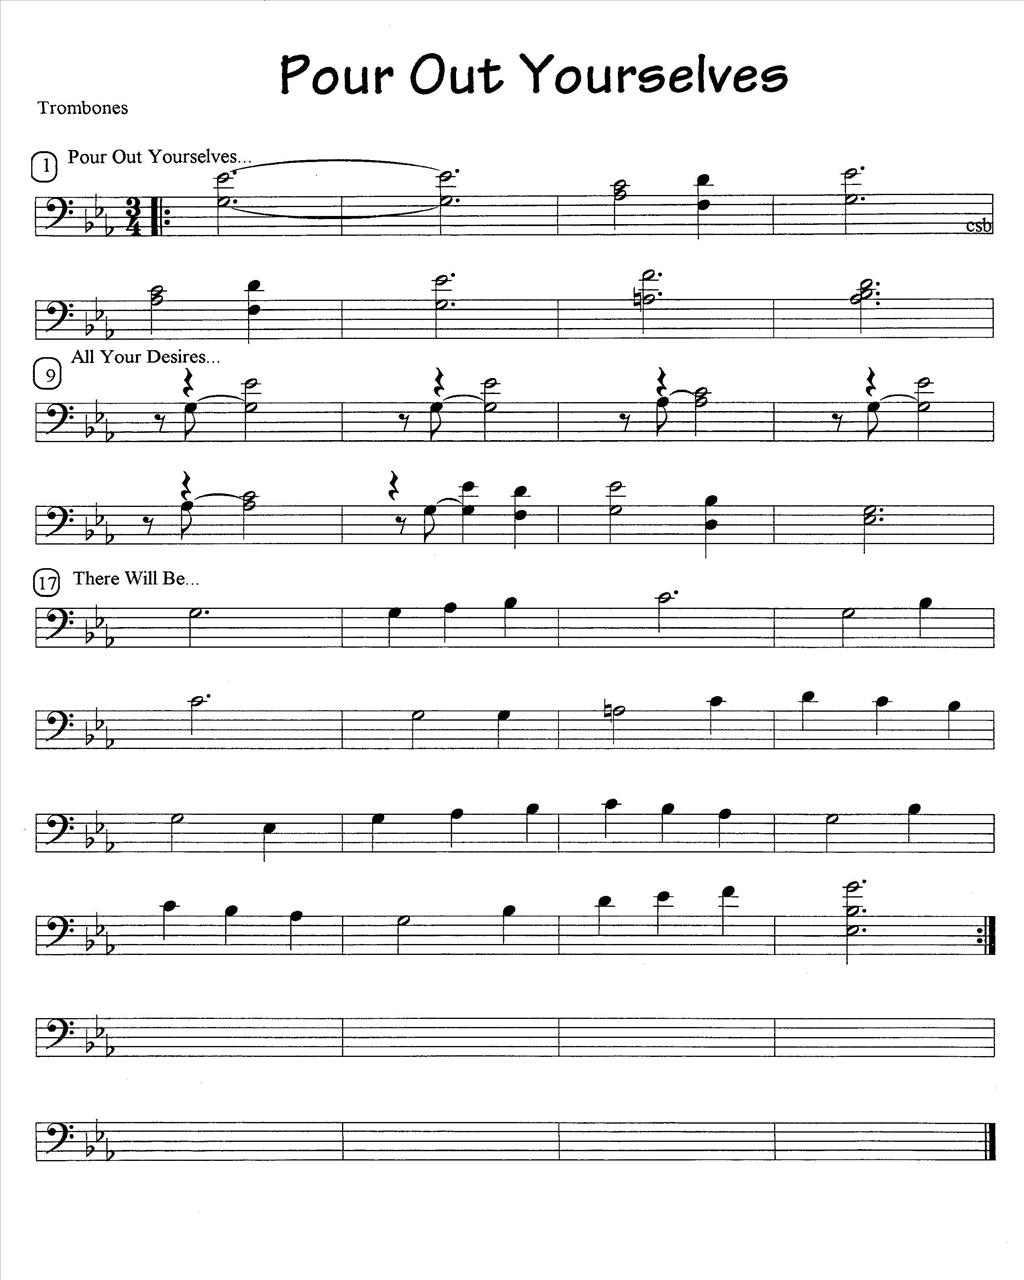 Pour Out Yourselves
Trombones
1 Pour Out Yourselves...
3
4
csb
9 All Your Desires...
17 There Will Be...